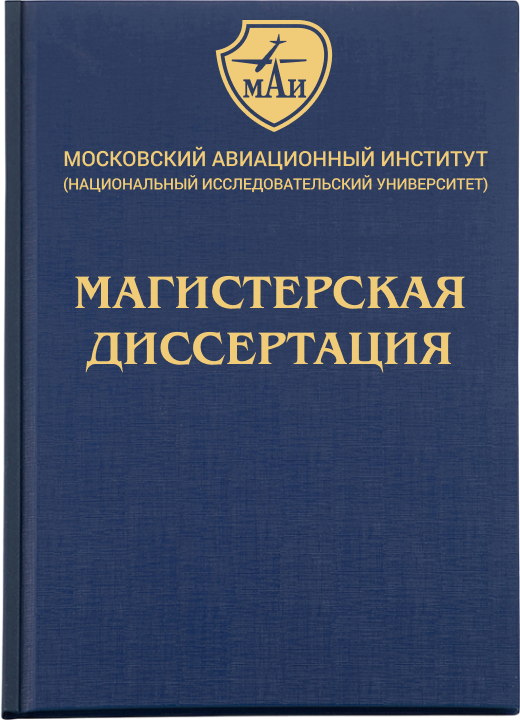 МАИ
МОСКОВСКИЙ АВИАЦИОННЫЙ ИНСТИТУТ
(НАЦИОНАЛЬНЫЙ ИССЛЕДОВАТЕЛЬСКИЙ УНИВЕРСИТЕТ)
МАГИСТЕРСКАЯ
ДИССЕРТАЦИЯ